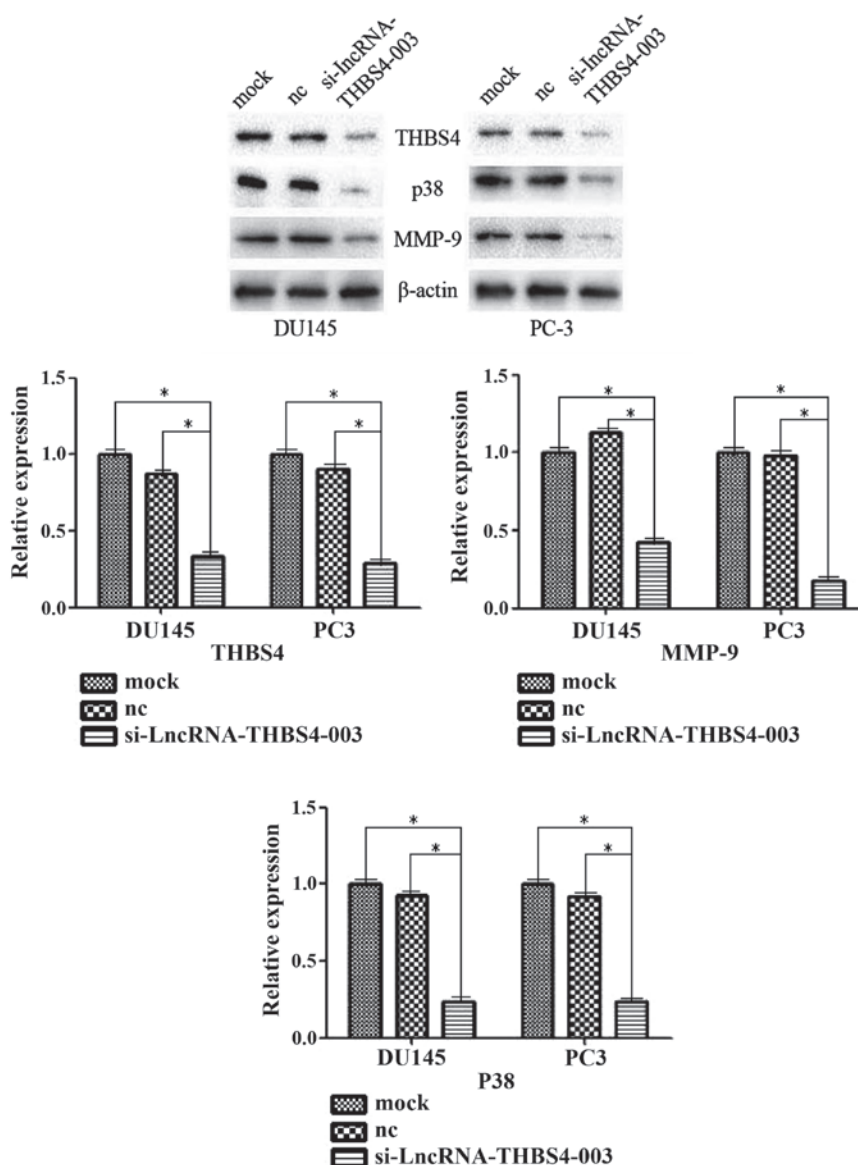 mock nc si-lncRNA-THBS4-003 mock nc si-lncRNA-THBS4-003
THBS4
p38
MMP-9
β-actin
DU145 PC-3
Relative expression
1.5
1.0
0.5
0.0
* * * *
DU145 PC3
THBS4
mock
nc
si-LncRNA-THBS4-003
Relative expression
1.5
1.0
0.5
0.0
* * * *
DU145 PC3
MMP-9
mock
nc
si-LncRNA-THBS4-003
Relative expression
1.5
1.0
0.5
0.0
* * * *
DU145 PC3
P38
mock
nc
si-LncRNA-THBS4-003